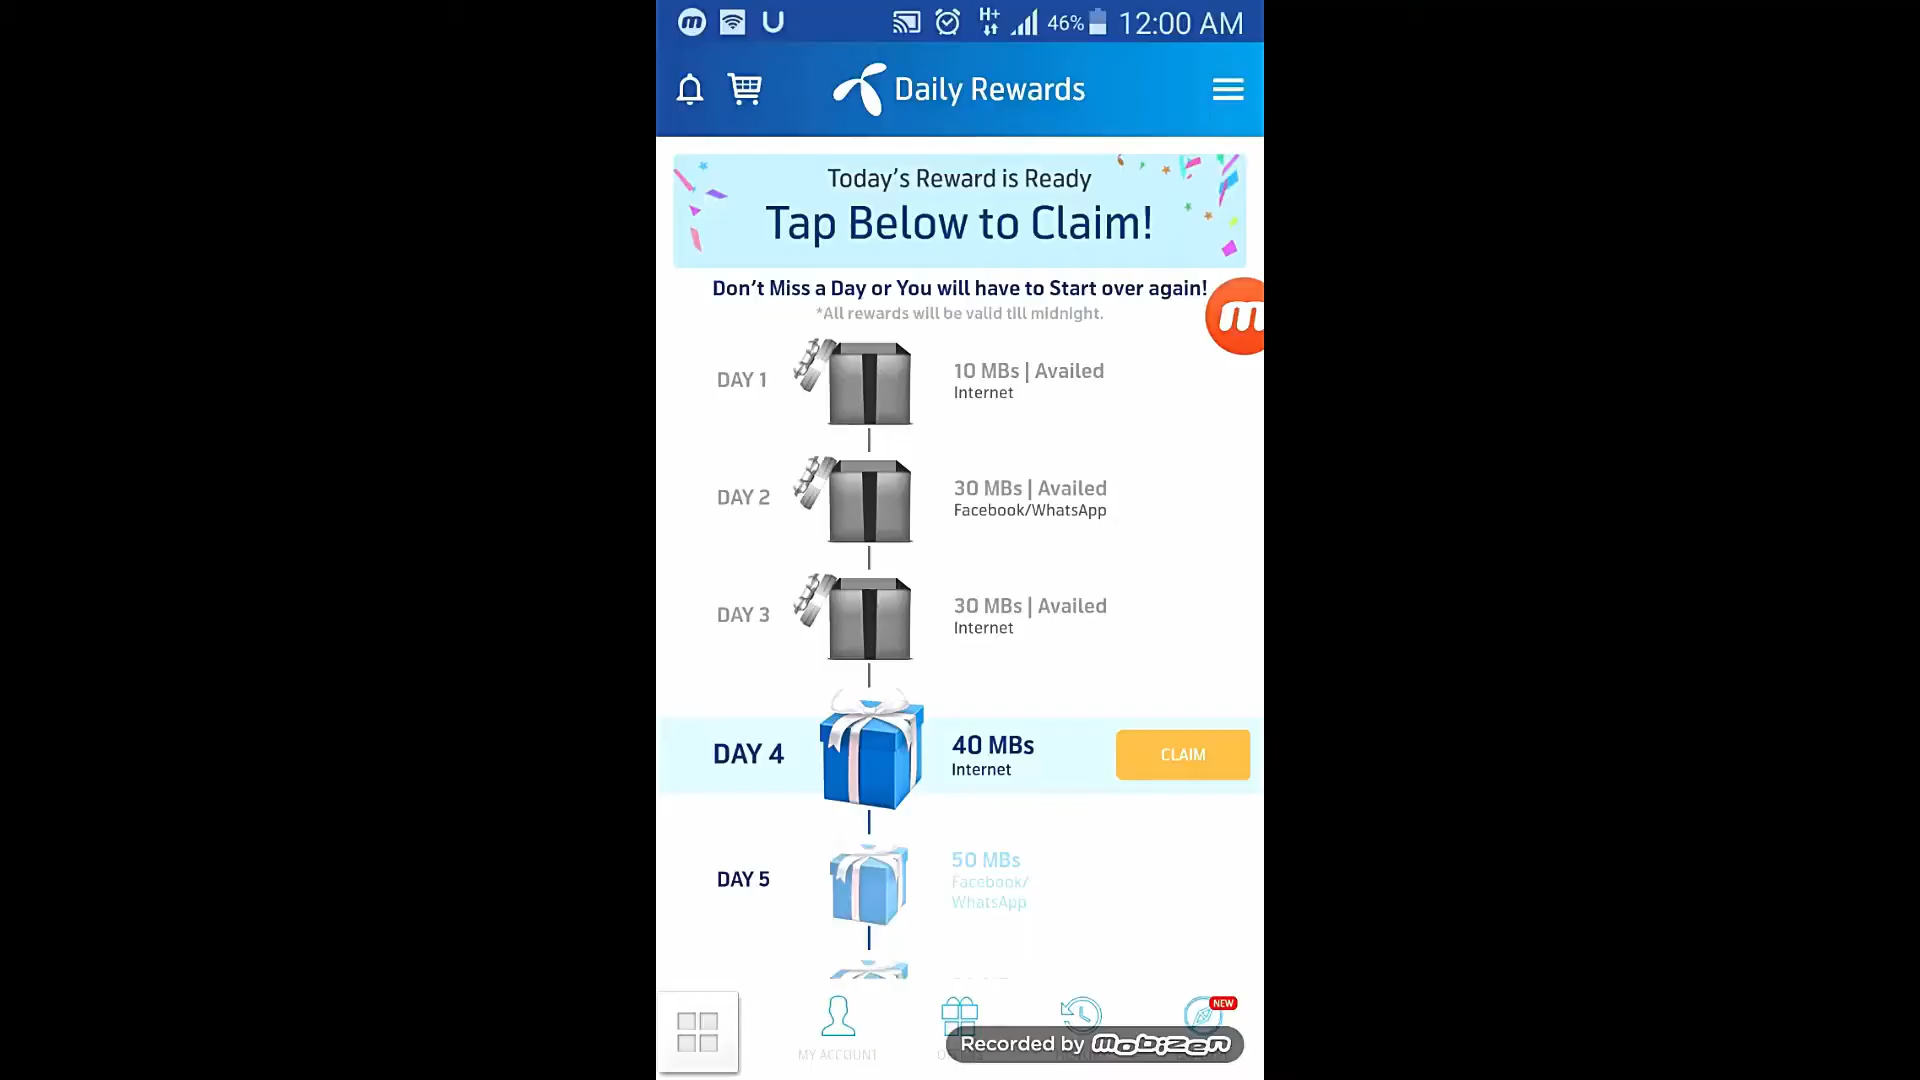 H+ 46% 12:00 AM
Daily Rewards
Today's Reward is Ready
Tap Below to Claim!
Don't Miss a Day or You will have to Start over again!
*All rewards will be valid till midnight.
DAY 1
10 MBs | Availed
Internet
DAY 2
30 MBs | Availed
Facebook/WhatsApp
DAY 3
30 MBs | Availed
Internet
DAY 4
40 MBs
Internet
CLAIM
DAY 5
50 MBs
Facebook/
WhatsApp
NEW
MY ACCOUNT
Recorded by mobizen